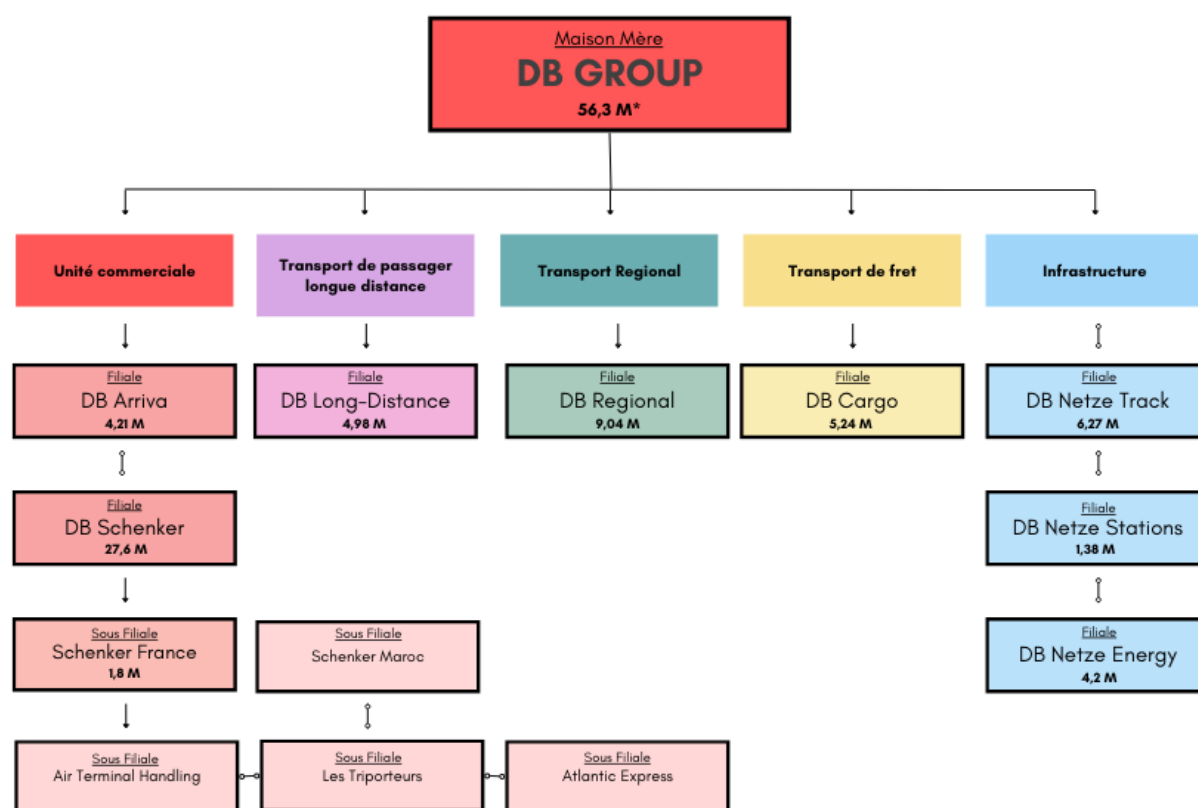 Maison Mère
DB GROUP
56,3 M*
Unité commerciale
Transport de passager
longue distance
Transport Regional
Transport de fret
Infrastructure
Filiale
DB Arriva
4,21 M
Filiale
DB Long-Distance
4,98 M
Filiale
DB Regional
9,04 M
Filiale
DB Cargo
5,24 M
Filiale
DB Netze Track
6,27 M
Filiale
DB Schenker
27,6 M
Filiale
DB Netze Stations
1,38 M
Sous Filiale
Schenker France
1,8 M
Sous Filiale
Schenker Maroc
Filiale
DB Netze Energy
4,2 M
Sous Filiale
Air Terminal Handling
Sous Filiale
Les Triporteurs
Sous Filiale
Atlantic Express